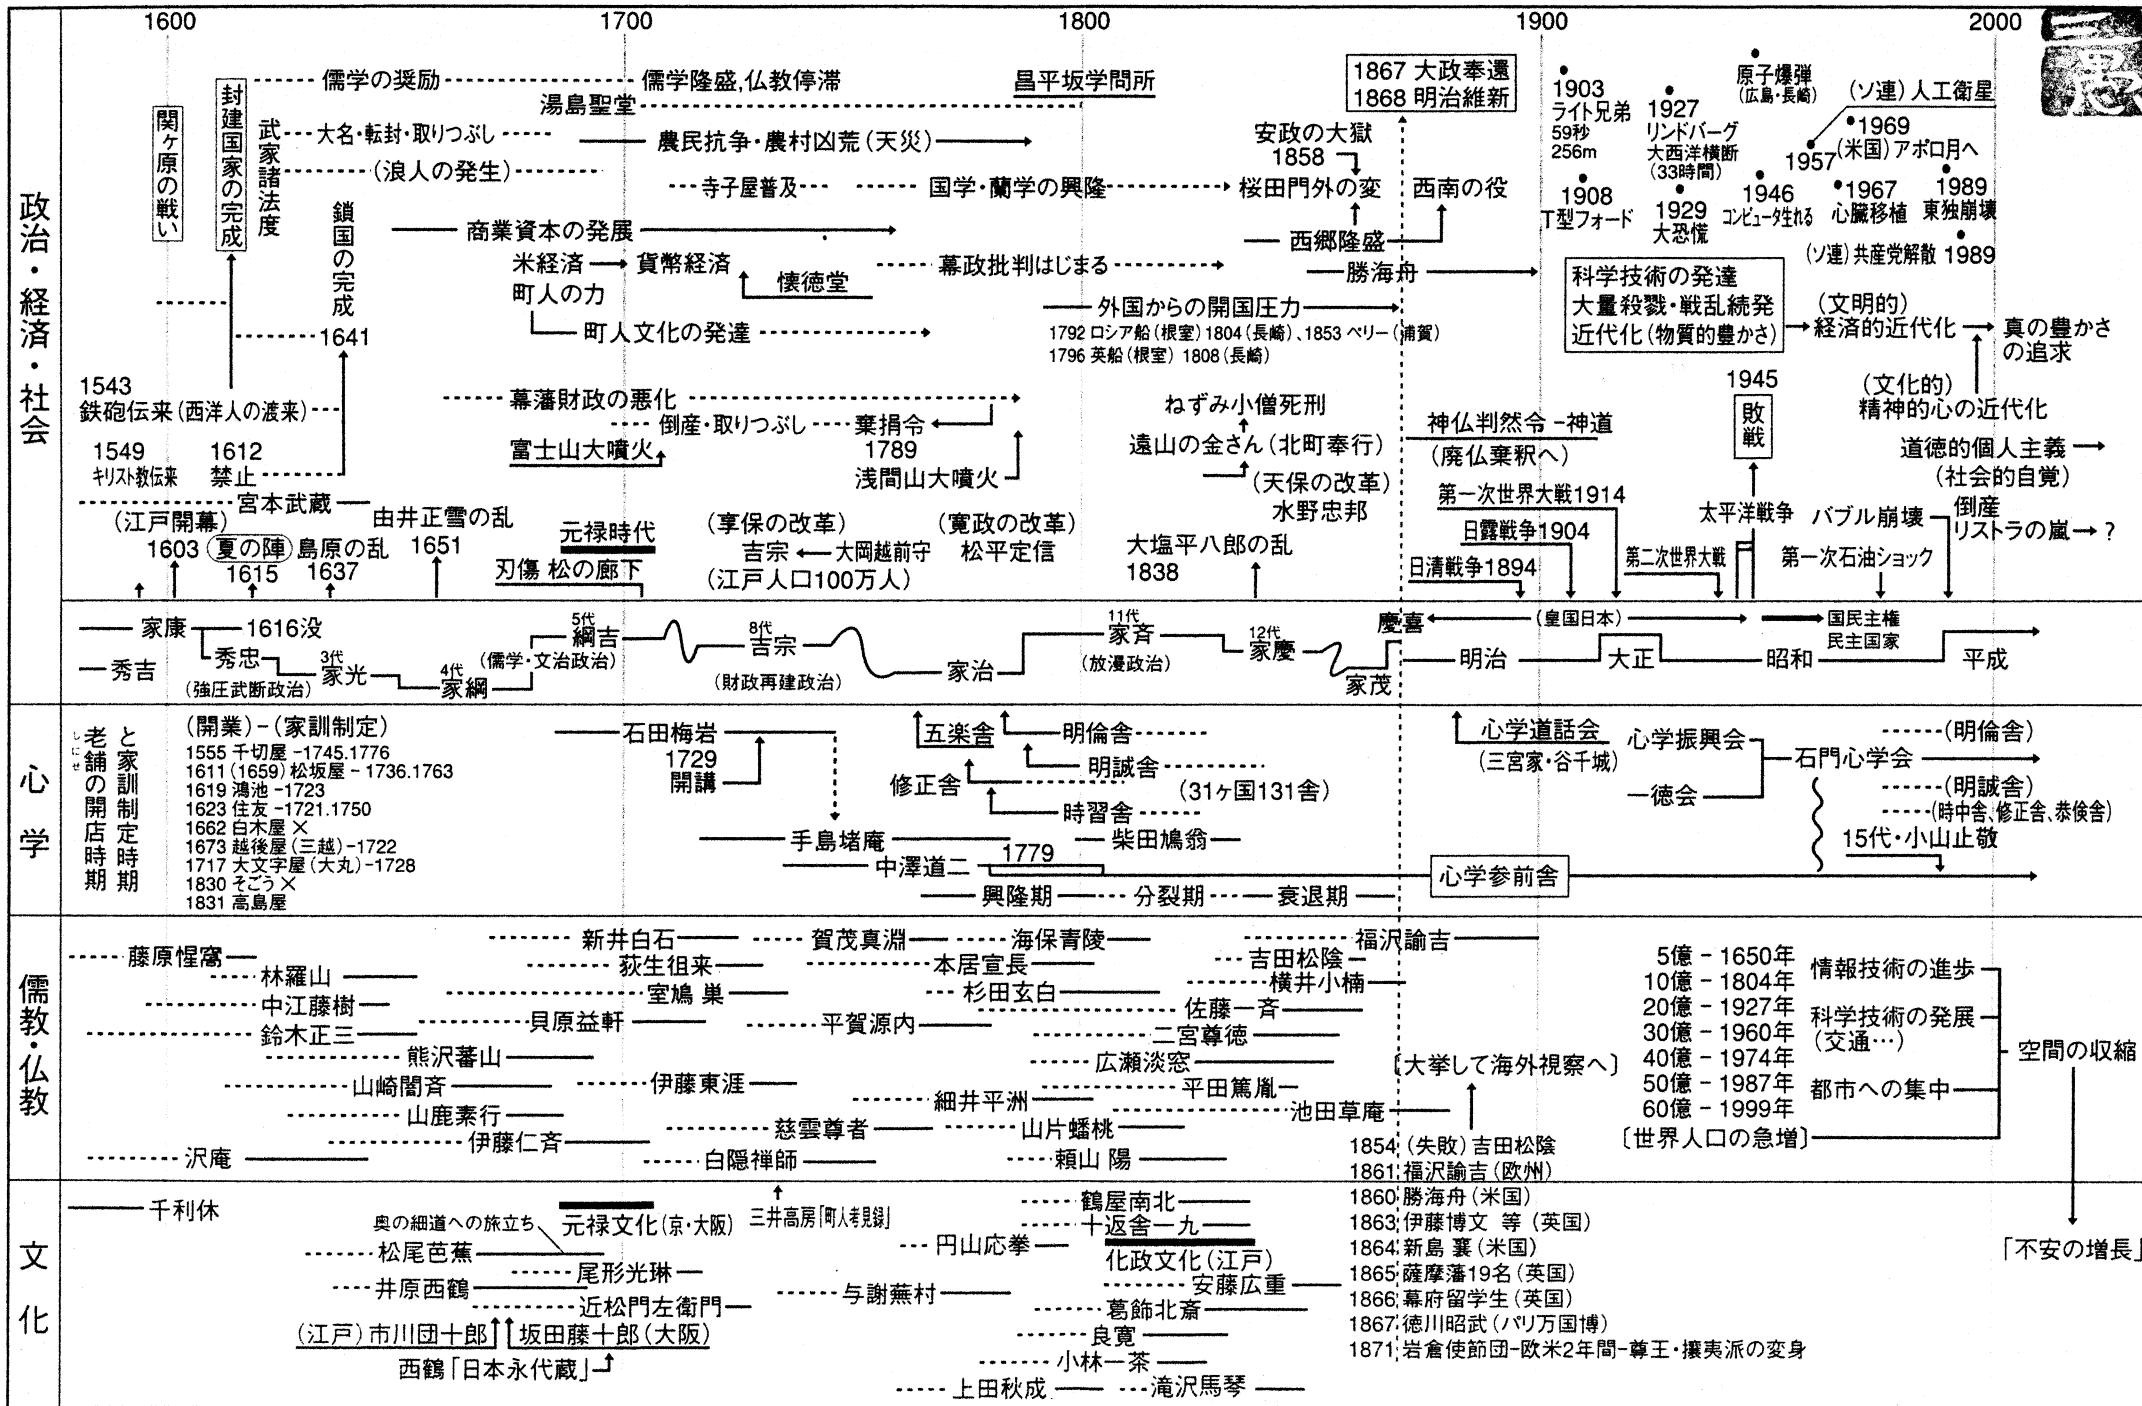 1600
1700
1800
1900
2000
政治・経済・社会
関ヶ原の戦い
封建国家の完成
武家諸法度
鎖国の完成
1641
儒学の奨励
儒学隆盛,仏教停滞
昌平坂学問所
湯島聖堂
大名・転封・取りつぶし
農民抗争・農村凶荒(天災)
(浪人の発生)
寺子屋普及
国学・蘭学の興隆
商業資本の発展
米経済
貨幣経済
懐徳堂
幕政批判はじまる
町人の力
町人文化の発達
外国からの開国圧力
1792 ロシア船(根室) 1804(長崎)、1853 ペリー(浦賀)
1796 英船(根室) 1808(長崎)
1867 大政奉還
1868 明治維新
安政の大獄
1858
桜田門外の変
西南の役
西郷隆盛
勝海舟
1903
ライト兄弟
59秒
256m
1908
T型フォード
1927
リンドバーグ
大西洋横断
(33時間)
1929
大恐慌
原子爆弾
(広島・長崎)
1946
コンピュータ生れる
(ソ連)人工衛星
1957
1969
(米国)アポロ月へ
1967
心臓移植
1989
東独崩壊
(ソ連)共産党解散 1989
科学技術の発達
大量殺戮・戦乱続発
近代化(物質的豊かさ)
(文明的)
経済的近代化
真の豊かさ
の追求
(文化的)
精神的心の近代化
道徳的個人主義
(社会的自覚)
1945
敗戦
1543
鉄砲伝来(西洋人の渡来)
1549
キリスト教伝来
1612
禁止
宮本武蔵
幕藩財政の悪化
倒産・取りつぶし
棄捐令
1789
富士山大噴火
浅間山大噴火
ねずみ小僧死刑
遠山の金さん(北町奉行)
(天保の改革)
水野忠邦
神仏判然令-神道
(廃仏棄釈へ)
第一次世界大戦1914
日露戦争1904
日清戦争1894
太平洋戦争
第二次世界大戦
バブル崩壊
第一次石油ショック
倒産
リストラの嵐
?
(江戸開幕)
1603
夏の陣
1615
島原の乱
1637
由井正雪の乱
1651
元禄時代
刃傷 松の廊下
(享保の改革)
吉宗
大岡越前守
(江戸人口100万人)
(寛政の改革)
松平定信
大塩平八郎の乱
1838
家康
1616没
秀吉
秀忠
(強圧武断政治)
3代
家光
4代
家綱
5代
綱吉
(儒学・文治政治)
8代
吉宗
(財政再建政治)
家治
11代
家斉
(放漫政治)
12代
家慶
家茂
慶喜
(皇国日本)
国民主権
民主国家
明治
大正
昭和
平成
心学
老舗の開店時期
しにせ
と家訓制定時期
(開業)-(家訓制定)
1555 千切屋 -1745.1776
1611(1659)松坂屋 - 1736.1763
1619 鴻池 -1723
1623 住友 -1721.1750
1662 白木屋 ×
1673 越後屋(三越)-1722
1717 大文字屋(大丸)-1728
1830 そごう ×
1831 高島屋
石田梅岩
1729
開講
五楽舎
明倫舎
明誠舎
修正舎
(31ヶ国131舎)
時習舎
手島堵庵
柴田鳩翁
中澤道二
1779
興隆期
分裂期
衰退期
心学参前舎
心学道話会
(三宮家・谷千城)
心学振興会
一徳会
石門心学会
(明倫舎)
(明誠舎)
(時中舎、修正舎、恭倹舎)
15代・小山止敬
儒教・仏教
藤原惺窩
林羅山
中江藤樹
鈴木正三
熊沢蕃山
山崎闇斉
山鹿素行
伊藤仁斉
沢庵
新井白石
荻生徂来
室鳩巣
貝原益軒
伊藤東涯
白隠禅師
慈雲尊者
賀茂真淵
本居宣長
杉田玄白
平賀源内
細井平洲
山片蟠桃
頼山陽
海保青陵
佐藤一斉
二宮尊徳
広瀬淡窓
平田篤胤
池田草庵
福沢諭吉
吉田松陰
横井小楠
〔大挙して海外視察へ〕
5億 - 1650年
10億 - 1804年
20億 - 1927年
30億 - 1960年
40億 - 1974年
50億 - 1987年
60億 - 1999年
〔世界人口の急増〕
情報技術の進歩
科学技術の発展
(交通…)
都市への集中
空間の収縮
「不安の増長」
1854 (失敗)吉田松陰
1861 福沢諭吉(欧州)
1860 勝海舟(米国)
1863 伊藤博文 等(英国)
1864 新島 襄(米国)
1865 薩摩藩19名(英国)
1866 幕府留学生(英国)
1867 徳川昭武(パリ万国博)
1871 岩倉使節団-欧米2年間-尊王・攘夷派の変身
文化
千利休
奥の細道への旅立ち
松尾芭蕉
井原西鶴
元禄文化(京・大阪)
尾形光琳
近松門左衛門
(江戸)市川団十郎
坂田藤十郎(大阪)
西鶴「日本永代蔵」
三井高房「町人考見録」
円山応挙
与謝蕪村
鶴屋南北
十返舎一九
化政文化(江戸)
安藤広重
葛飾北斎
良寛
小林一茶
上田秋成
滝沢馬琴